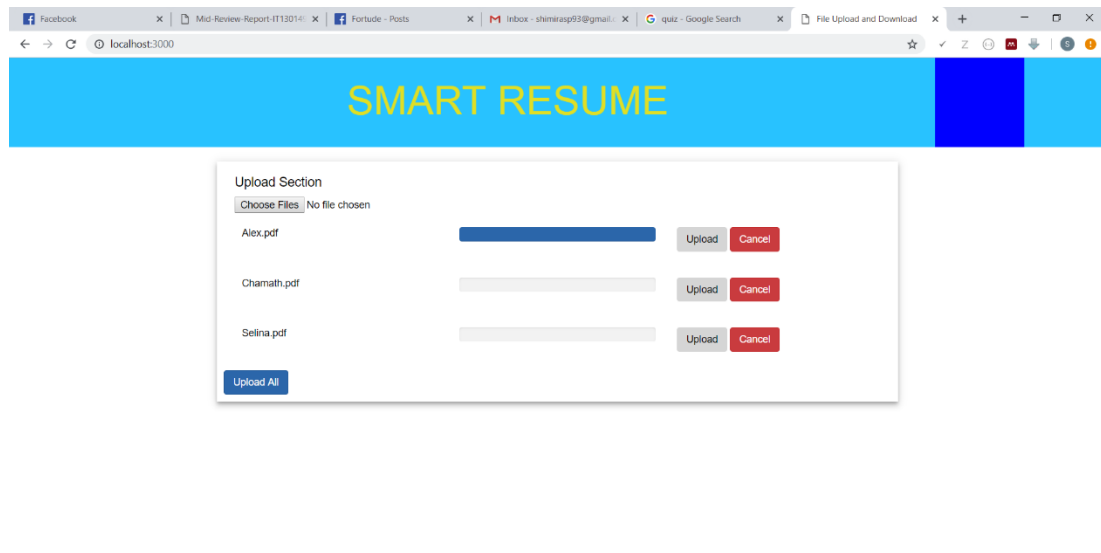 Facebook
Mid-Review-Report-IT13014
Fortude - Posts
Inbox - shimirasp93@gmail.c
quiz - Google Search
File Upload and Download
localhost:3000
SMART RESUME
Upload Section
Choose Files No file chosen
Alex.pdf Upload Cancel
Chamath.pdf Upload Cancel
Selina.pdf Upload Cancel
Upload All